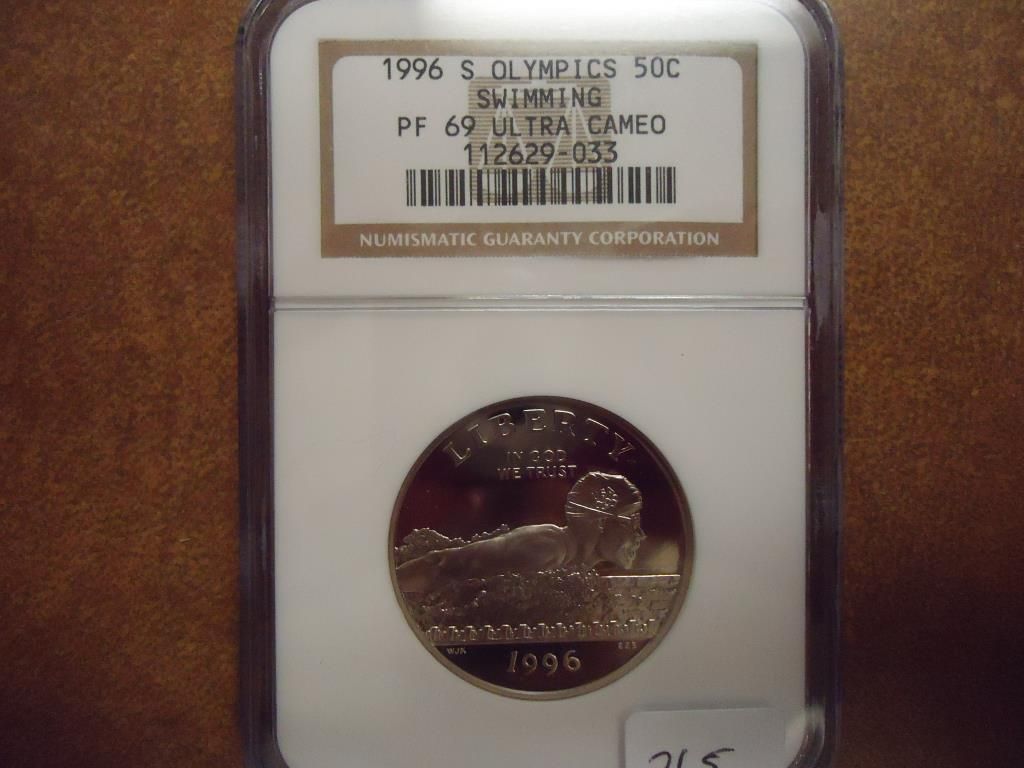 1996 S OLYMPICS 50C
SWIMMING
PF 69 ULTRA CAMEO
112629-033
NUMISMATIC GUARANTY CORPORATION
LIBERTY
IN GOD
WE TRUST
WJK
1996